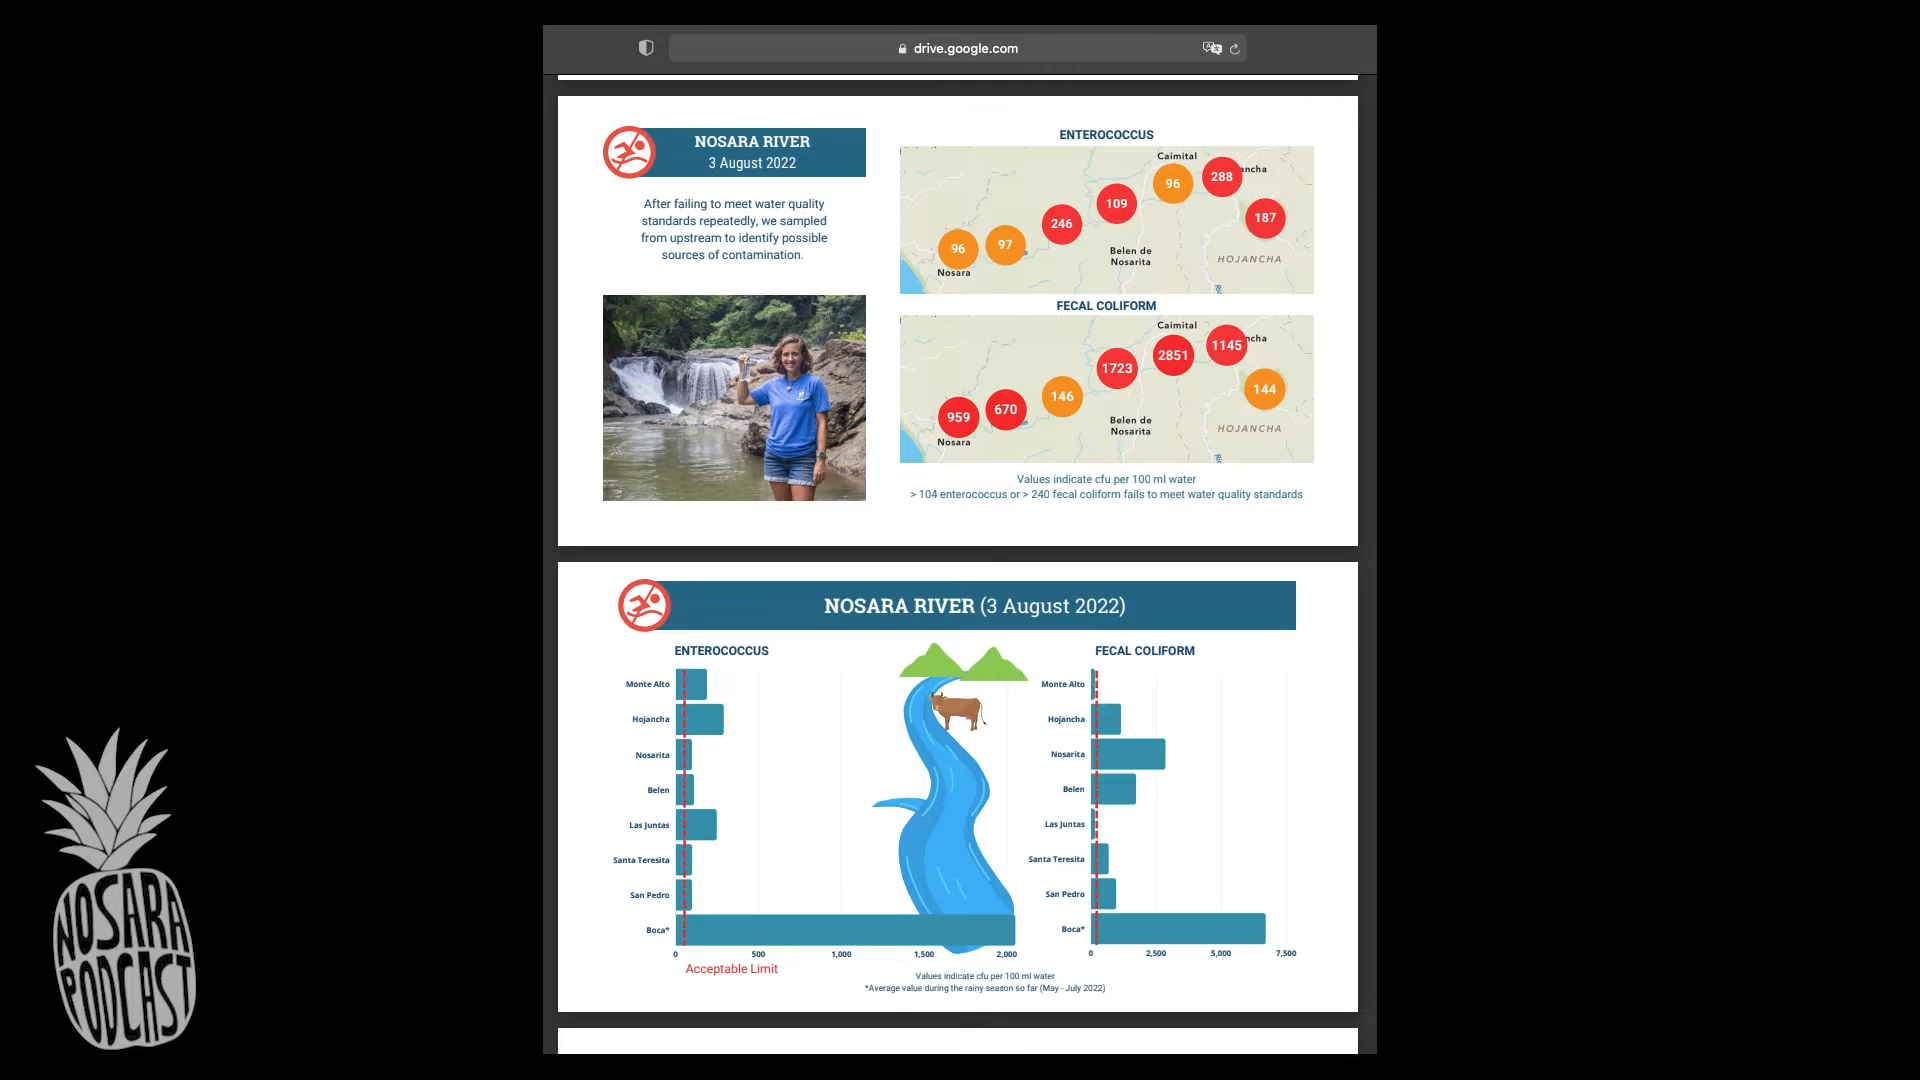 drive.google.com
NOSARA RIVER
3 August 2022
After failing to meet water quality
standards repeatedly, we sampled
from upstream to identify possible
sources of contamination.
ENTEROCOCCUS
Caimital
96
288
ancha
109
187
246
96
97
Belen de
Nosarita
HOJANCHA
Nosara
FECAL COLIFORM
Caimital
1145
ncha
2851
1723
144
146
670
959
Belen de
Nosarita
HOJANCHA
Nosara
Values indicate cfu per 100 ml water
> 104 enterococcus or > 240 fecal coliform fails to meet water quality standards
NOSARA RIVER (3 August 2022)
ENTEROCOCCUS
Monte Alto
Hojancha
Nosarita
Belen
Las Juntas
Santa Teresita
San Pedro
Boca*
0 500 1,000 1,500 2,000
Acceptable Limit
FECAL COLIFORM
Monte Alto
Hojancha
Nosarita
Belen
Las Juntas
Santa Teresita
San Pedro
Boca*
0 2,500 5,000 7,500
Values indicate cfu per 100 ml water
*Average value during the rainy season so far (May - July 2022)
NOSARA
PODCAST